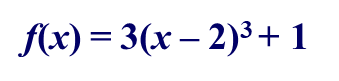 f(x) = 3(x – 2)³ + 1